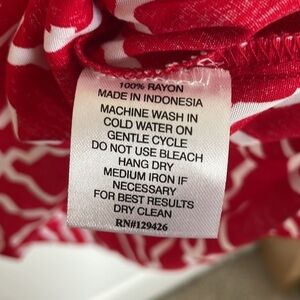 100% RAYON
MADE IN INDONESIA
MACHINE WASH IN
COLD WATER ON
GENTLE CYCLE
DO NOT USE BLEACH
HANG DRY
MEDIUM IRON IF
NECESSARY
FOR BEST RESULTS
DRY CLEAN
RN#129426